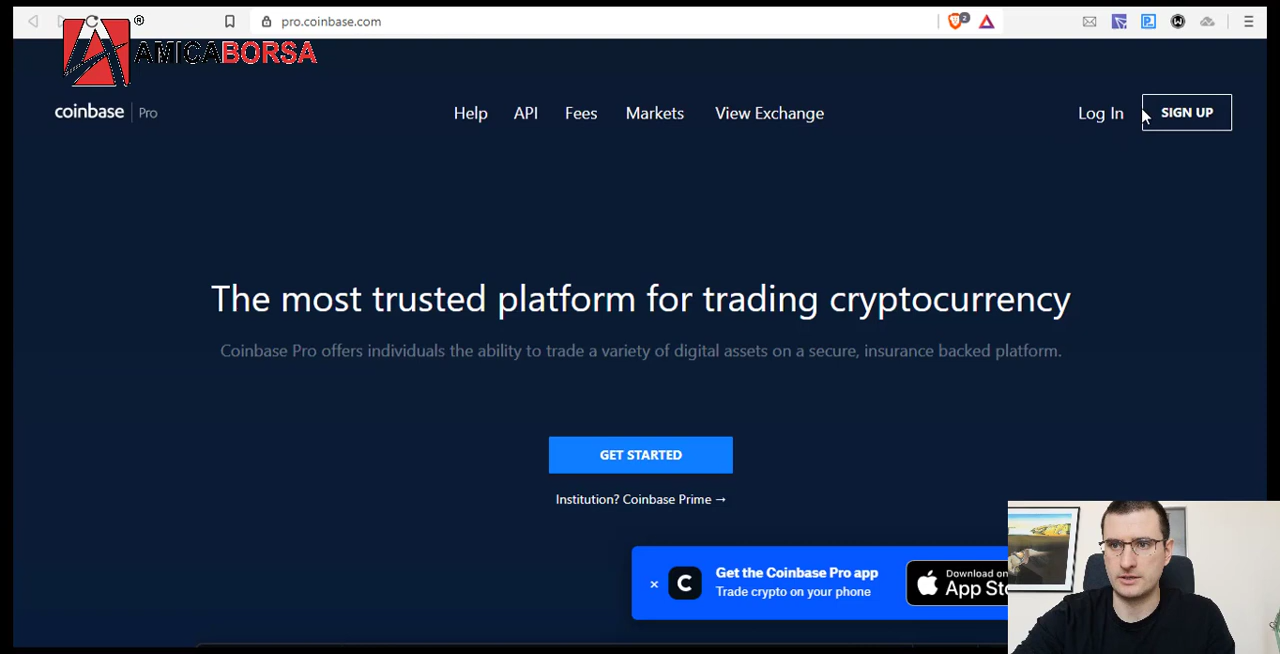 pro.coinbase.com
2
AMICABORSA
®
coinbase | Pro
Help API Fees Markets View Exchange
Log In SIGN UP
The most trusted platform for trading cryptocurrency
Coinbase Pro offers individuals the ability to trade a variety of digital assets on a secure, insurance backed platform.
GET STARTED
Institution? Coinbase Prime →
× C Get the Coinbase Pro app
Trade crypto on your phone
Download on
App Sto